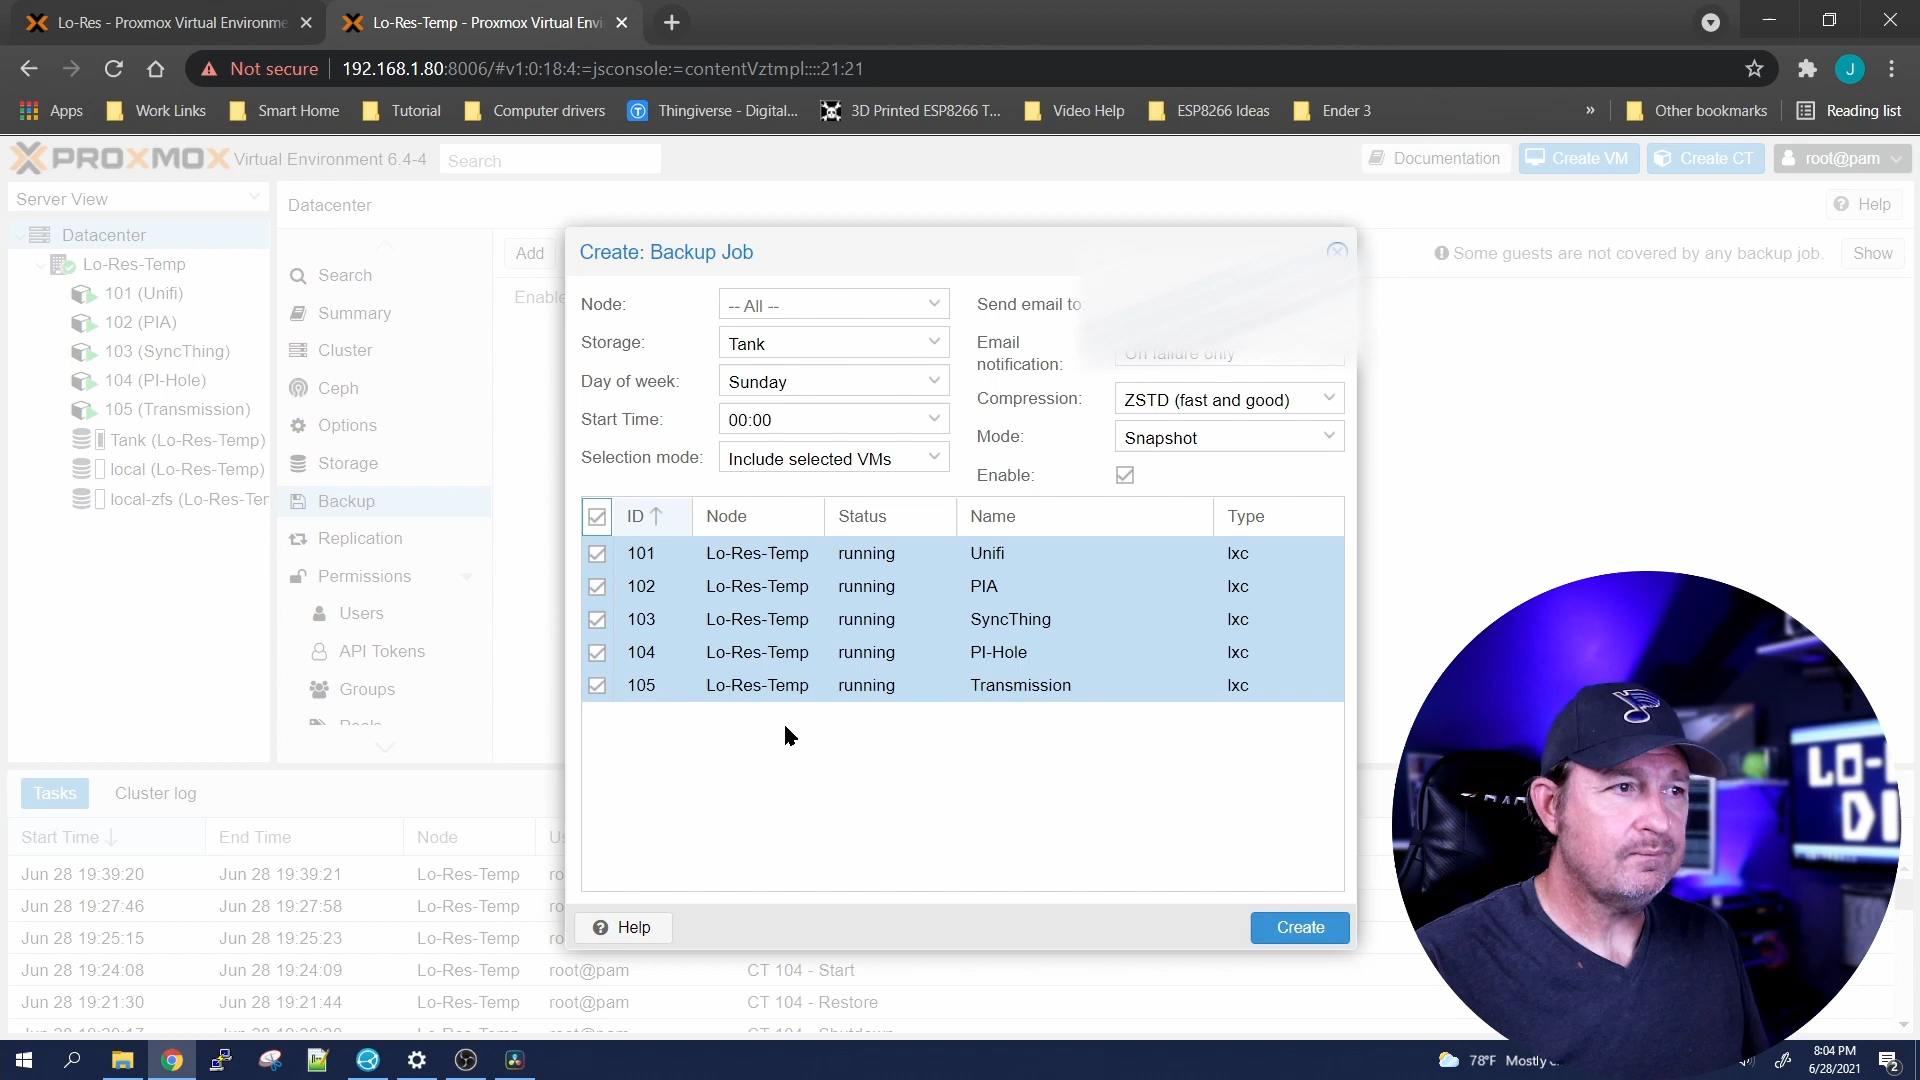 Lo-Res - Proxmox Virtual Environme
Lo-Res-Temp - Proxmox Virtual Envi
Not secure
192.168.1.80:8006/#v1:0:18:4:=jsconsole:=contentVztmpl::::21:21
J
Apps
Work Links
Smart Home
Tutorial
Computer drivers
Thingiverse - Digital...
3D Printed ESP8266 T...
Video Help
ESP8266 Ideas
Ender 3
»
Other bookmarks
Reading list
PROXMOX Virtual Environment 6.4-4
Search
Documentation
Create VM
Create CT
root@pam
Server View
Datacenter
Help
Datacenter
Lo-Res-Temp
101 (Unifi)
102 (PIA)
103 (SyncThing)
104 (PI-Hole)
105 (Transmission)
Tank (Lo-Res-Temp)
local (Lo-Res-Temp)
local-zfs (Lo-Res-Ter
Search
Summary
Cluster
Ceph
Options
Storage
Backup
Replication
Permissions
Users
API Tokens
Groups
Pools
Add
Some guests are not covered by any backup job.
Show
Enable
Create: Backup Job
Node:
-- All --
Storage:
Tank
Day of week:
Sunday
Start Time:
00:00
Selection mode:
Include selected VMs
Send email to:
Email
notification:
On failure only
Compression:
ZSTD (fast and good)
Mode:
Snapshot
Enable:
ID Node Status Name Type
101 Lo-Res-Temp running Unifi lxc
102 Lo-Res-Temp running PIA lxc
103 Lo-Res-Temp running SyncThing lxc
104 Lo-Res-Temp running PI-Hole lxc
105 Lo-Res-Temp running Transmission lxc
Help
Create
Tasks
Cluster log
Start Time End Time Node Us
Jun 28 19:39:20 Jun 28 19:39:21 Lo-Res-Temp ro
Jun 28 19:27:46 Jun 28 19:27:58 Lo-Res-Temp ro
Jun 28 19:25:15 Jun 28 19:25:23 Lo-Res-Temp ro
Jun 28 19:24:08 Jun 28 19:24:09 Lo-Res-Temp root@pam CT 104 - Start
Jun 28 19:21:30 Jun 28 19:21:44 Lo-Res-Temp root@pam CT 104 - Restore
LO-
78°F Mostly
8:04 PM
6/28/2021
2